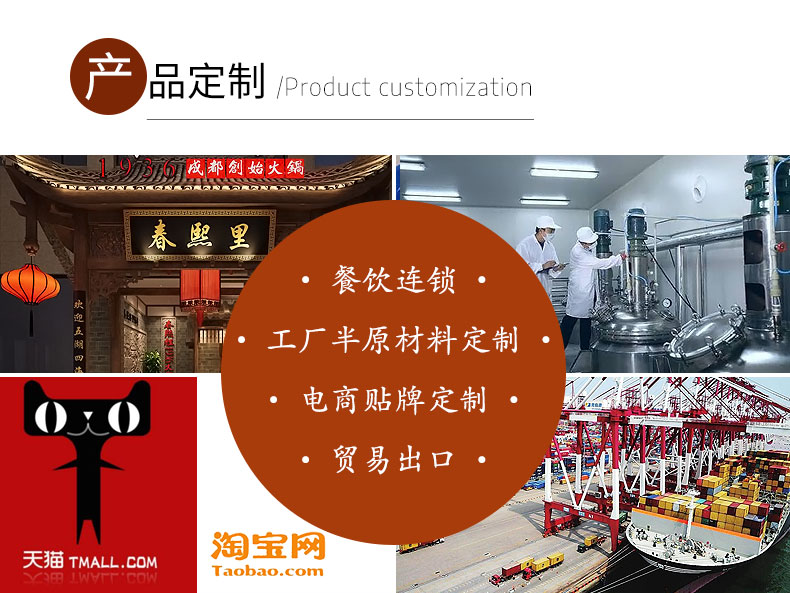 产品定制 /Product customization
1936 成都創始火鍋
春熙里
欢迎五湖四海
· 餐饮连锁 ·
· 工厂半原材料定制 ·
· 电商贴牌定制 ·
· 贸易出口 ·
天猫 TMALL.COM
淘宝网
Taobao.com